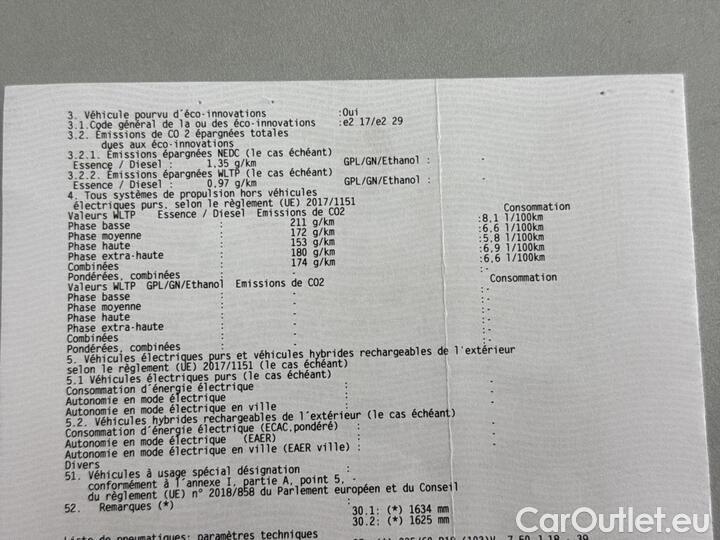 3. Véhicule pourvu d'éco-innovations :Oui
3.1.Code général de la ou des éco-innovations :e2 17/e2 29
3.2. Émissions de CO 2 épargnées totales
dues aux éco-innovations
3.2.1. Émissions épargnées NEDC (le cas échéant)
Essence / Diesel : 1,35 g/km GPL/GN/Ethanol : -
3.2.2. Émissions épargnées WLTP (le cas échéant)
Essence / Diesel : 0,97 g/km GPL/GN/Ethanol : -
4. Tous systèmes de propulsion hors véhicules
électriques purs, selon le règlement (UE) 2017/1151
Valeurs WLTP Essence / Diesel Emissions de CO2 Consommation
Phase basse : 211 g/km :8,1 l/100km
Phase moyenne : 172 g/km :6,6 l/100km
Phase haute : 153 g/km :5,8 l/100km
Phase extra-haute : 180 g/km :6,9 l/100km
Combinées : 174 g/km :6,6 l/100km
Pondérées, combinées : - :-
Valeurs WLTP GPL/GN/Ethanol Emissions de CO2 Consommation
Phase basse : - :-
Phase moyenne : - :-
Phase haute : - :-
Phase extra-haute : - :-
Combinées : - :-
Pondérées, combinées : - :-
5. Véhicules électriques purs et véhicules hybrides rechargeables de l'extérieur
selon le règlement (UE) 2017/1151 (le cas échéant)
5.1 Véhicules électriques purs (le cas échéant)
Consommation d'énergie électrique : -
Autonomie en mode électrique : -
Autonomie en mode électrique en ville : -
5.2. Véhicules hybrides rechargeables de l'extérieur (le cas échéant)
Consommation d'énergie électrique (ECAC,pondéré) : -
Autonomie en mode électrique (EAER) : -
Autonomie en mode électrique en ville (EAER ville) : -
Divers
51. Véhicules à usage spécial désignation :
conformément à l'annexe I, partie A, point 5, -
du règlement (UE) n° 2018/858 du Parlement européen et du Conseil
52. Remarques (*) 30.1: (*) 1634 mm
30.2: (*) 1625 mm
Liste de pneumatiques: paramètres techniques
CarOutlet.eu